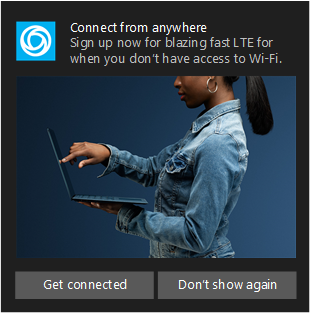 Connect from anywhere
Sign up now for blazing fast LTE for
when you don't have access to Wi-Fi.
Get connected
Don't show again